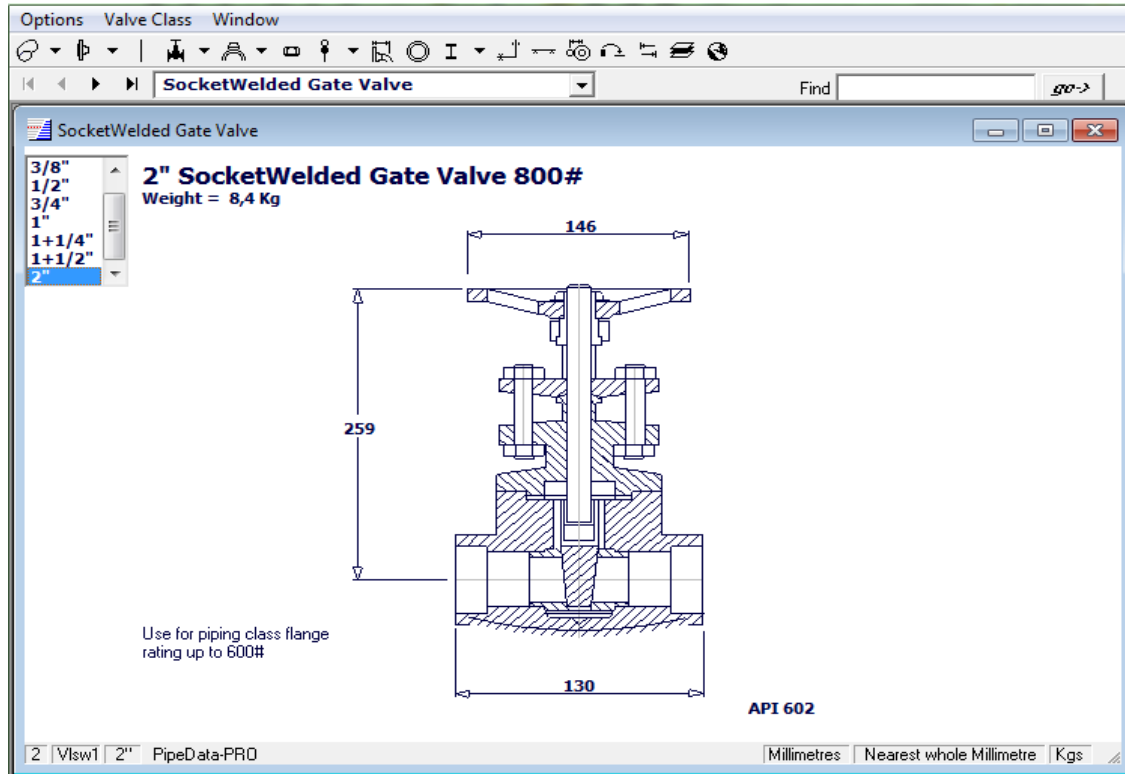 Options Valve Class Window
SocketWelded Gate Valve
Find
go->
SocketWelded Gate Valve
3/8"
1/2"
3/4"
1"
1+1/4"
1+1/2"
2"
2" SocketWelded Gate Valve 800#
Weight = 8,4 Kg
146
259
Use for piping class flange
rating up to 600#
130
API 602
2 Vlsw1 2" PipeData-PRO Millimetres Nearest whole Millimetre Kgs